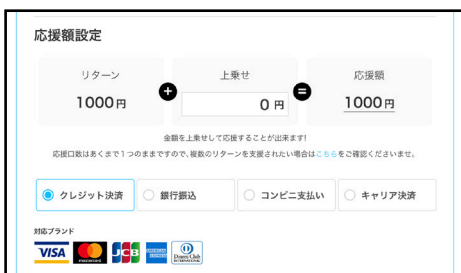 応援額設定
リターン
上乗せ
応援額
1000円
0 円
1000円
金額を上乗せして応援することが出来ます!
応援口数はあくまで1つのままですので、複数のリターンを支援されたい場合はこちらをご確認くださいませ。
クレジット決済
銀行振込
コンビニ支払い
キャリア決済
対応ブランド
VISA
mastercard
JCB
AMERICAN EXPRESS
Diners Club
INTERNATIONAL